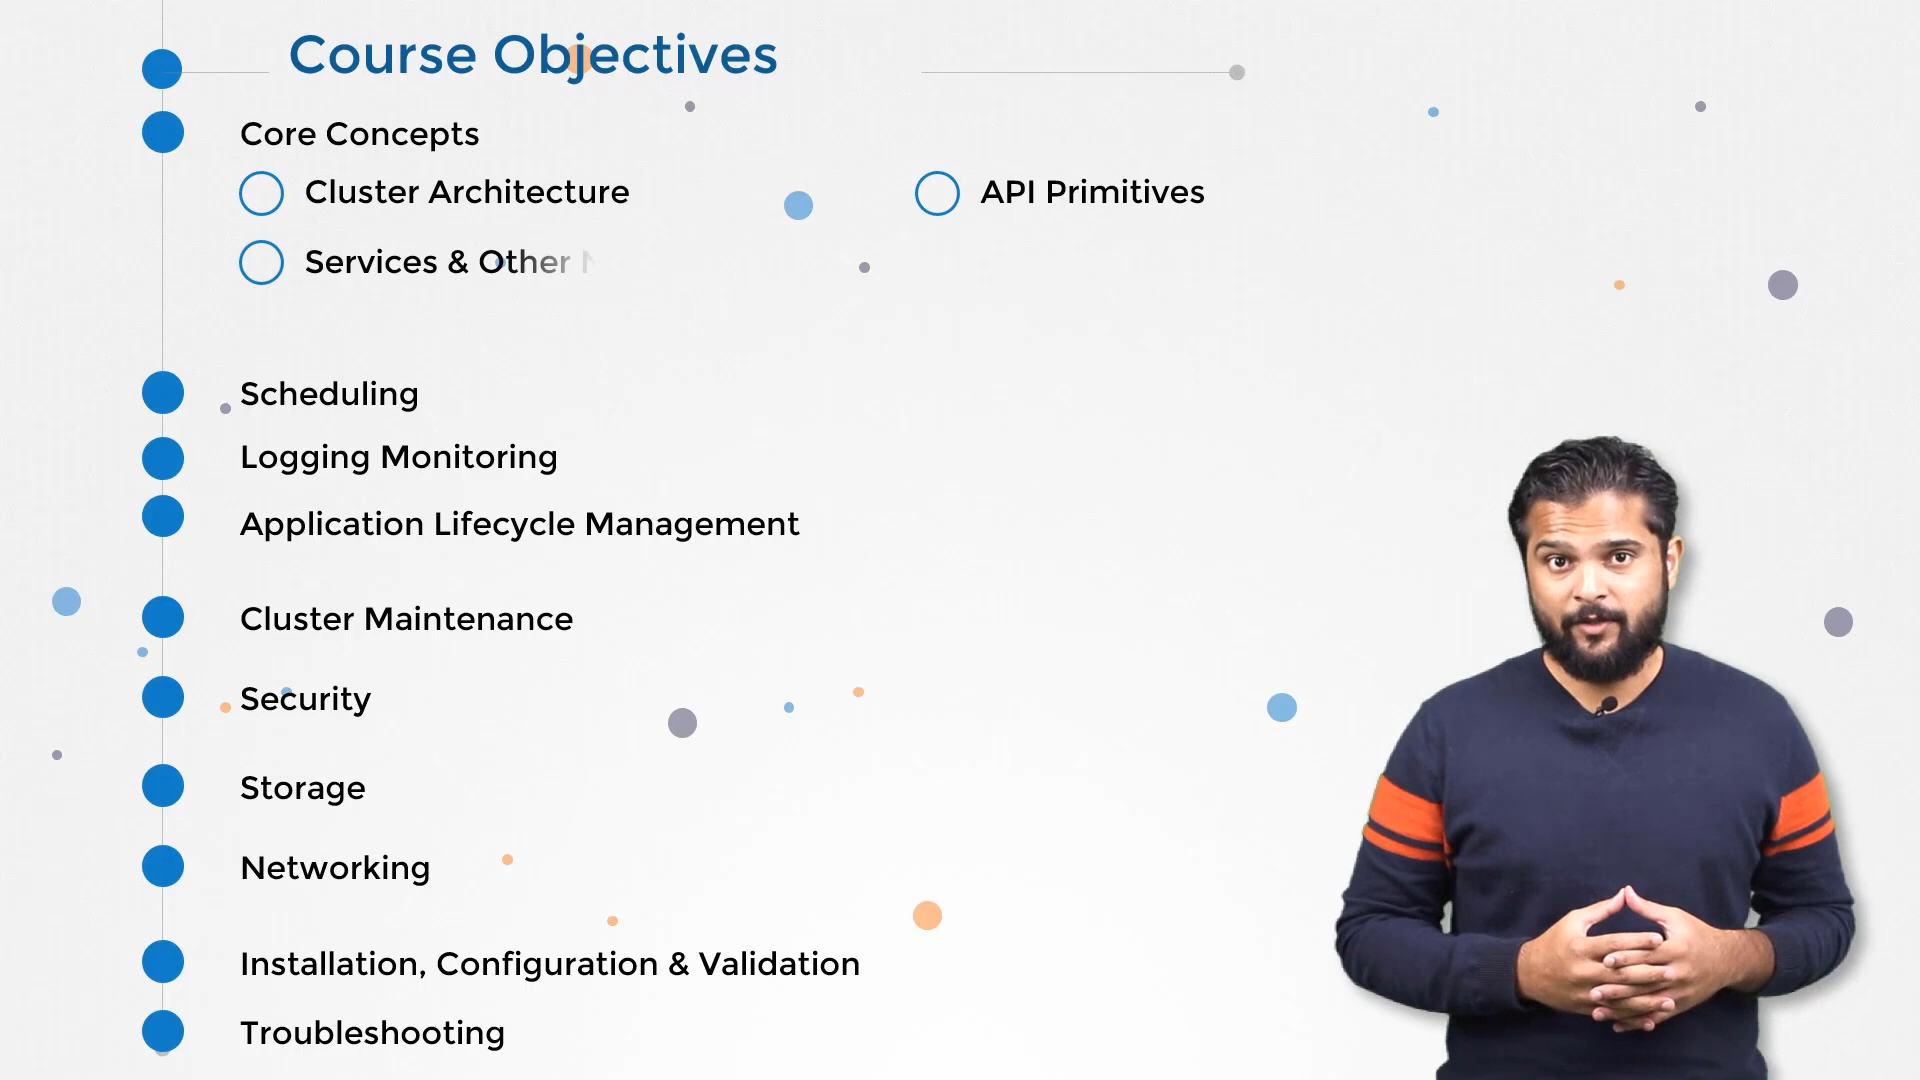 Course Objectives
Core Concepts
Cluster Architecture
API Primitives
Services & Other
Scheduling
Logging Monitoring
Application Lifecycle Management
Cluster Maintenance
Security
Storage
Networking
Installation, Configuration & Validation
Troubleshooting